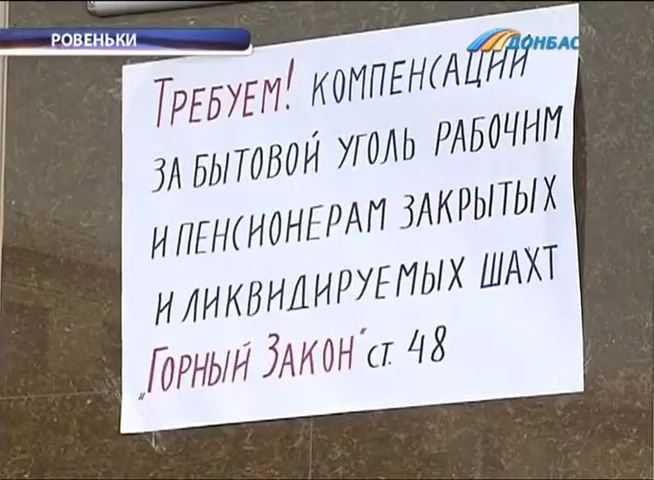 РОВЕНЬКИ
ДОНБАС
ТРЕБУЕМ! КОМПЕНСАЦИИ
ЗА БЫТОВОЙ УГОЛЬ РАБОЧИМ
И ПЕНСИОНЕРАМ ЗАКРЫТЫХ
И ЛИКВИДИРУЕМЫХ ШАХТ
„ГОРНЫЙ ЗАКОН" СТ. 48